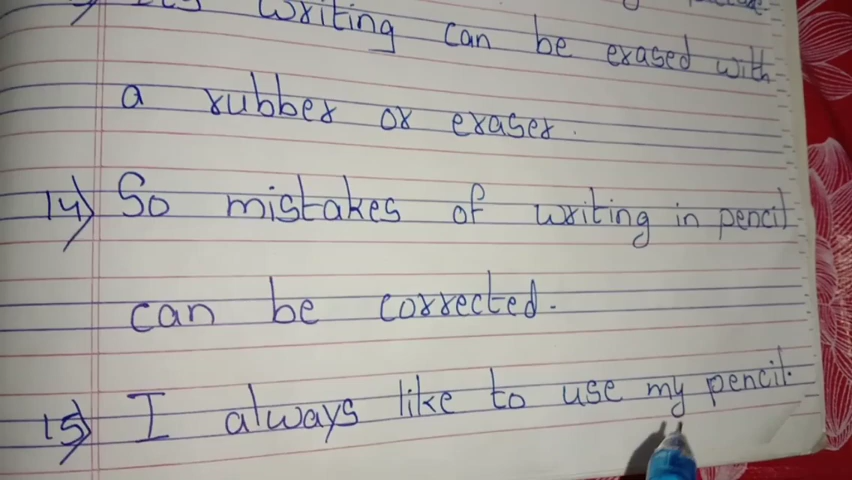 writing can be erased with
a rubber or eraser.
14) So mistakes of writing in pencil
can be corrected.
15) I always like to use my pencil.